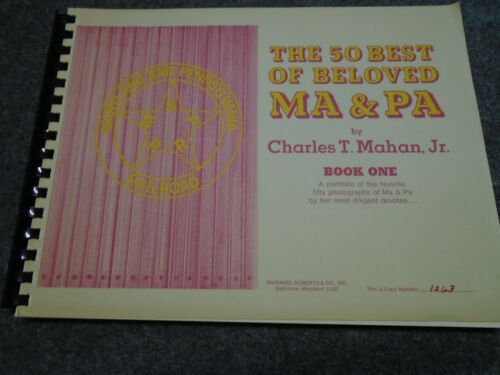 MARYLAND AND PENNSYLVANIA
M & P
R. R.
RAILROAD
THE 50 BEST
OF BELOVED
MA & PA
by
Charles T. Mahan, Jr.
BOOK ONE
A portfolio of the favorite
fifty photographs of Ma & Pa
by her most diligent devotee...
BARNARD, ROBERTS & CO., INC.
Baltimore, Maryland 21227
This is Copy Number 1263